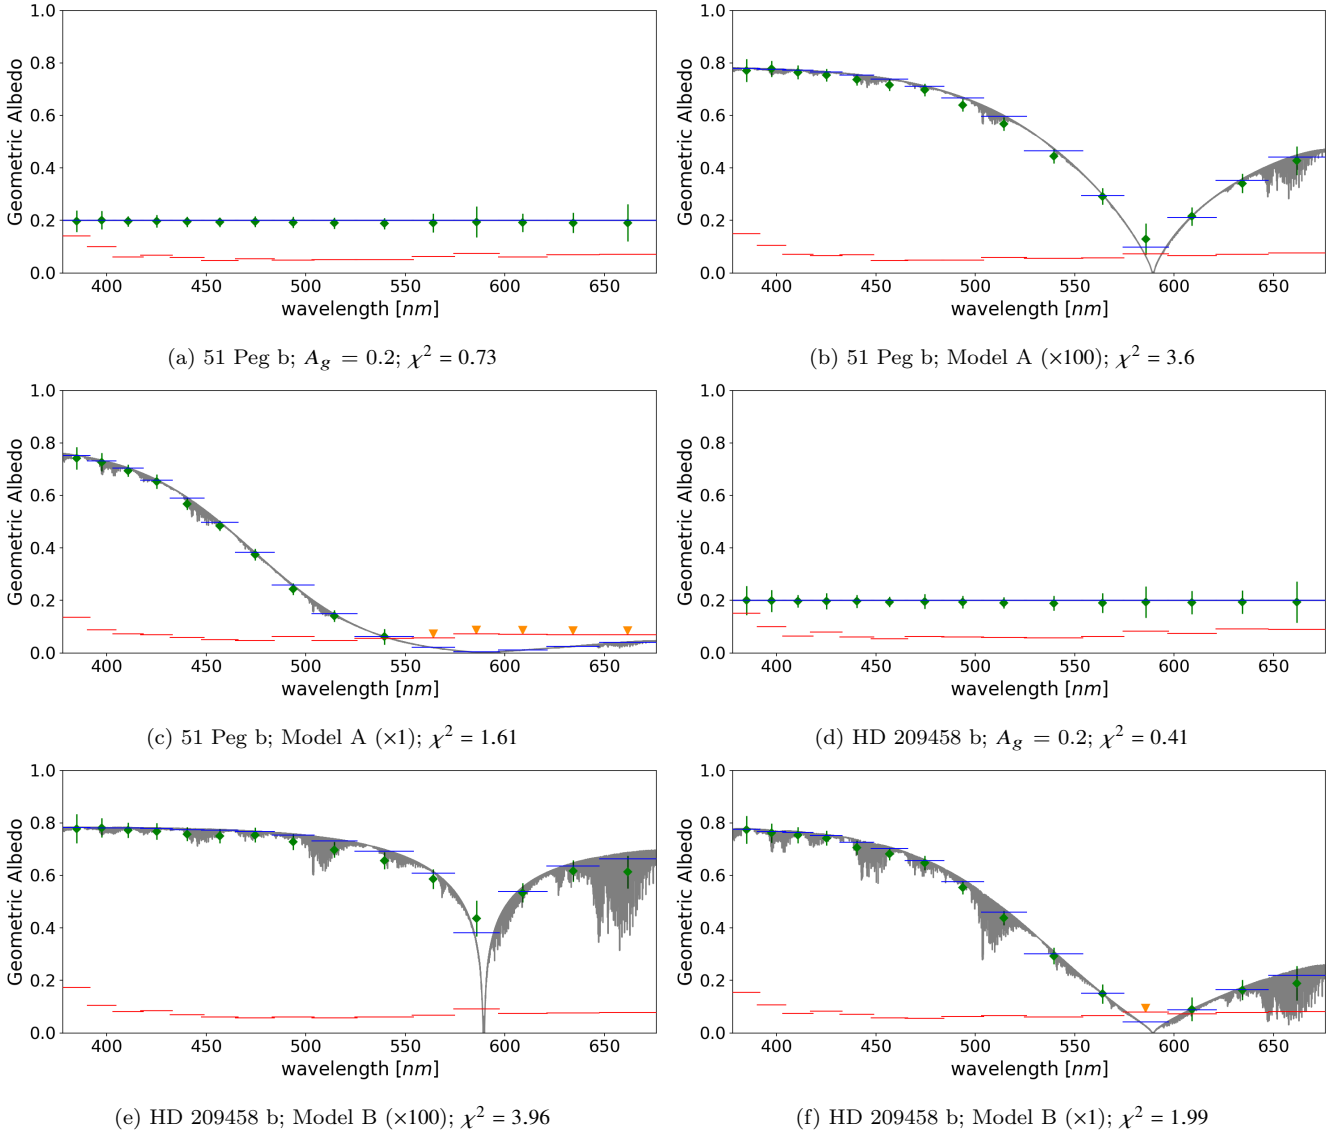 1.0
0.8
0.6
0.4
0.2
0.0
Geometric Albedo
400 450 500 550 600 650
wavelength [nm]
(a) 51 Peg b; A_g = 0.2; χ² = 0.73
1.0
0.8
0.6
0.4
0.2
0.0
Geometric Albedo
400 450 500 550 600 650
wavelength [nm]
(b) 51 Peg b; Model A (×100); χ² = 3.6
1.0
0.8
0.6
0.4
0.2
0.0
Geometric Albedo
400 450 500 550 600 650
wavelength [nm]
(c) 51 Peg b; Model A (×1); χ² = 1.61
1.0
0.8
0.6
0.4
0.2
0.0
Geometric Albedo
400 450 500 550 600 650
wavelength [nm]
(d) HD 209458 b; A_g = 0.2; χ² = 0.41
1.0
0.8
0.6
0.4
0.2
0.0
Geometric Albedo
400 450 500 550 600 650
wavelength [nm]
(e) HD 209458 b; Model B (×100); χ² = 3.96
1.0
0.8
0.6
0.4
0.2
0.0
Geometric Albedo
400 450 500 550 600 650
wavelength [nm]
(f) HD 209458 b; Model B (×1); χ² = 1.99